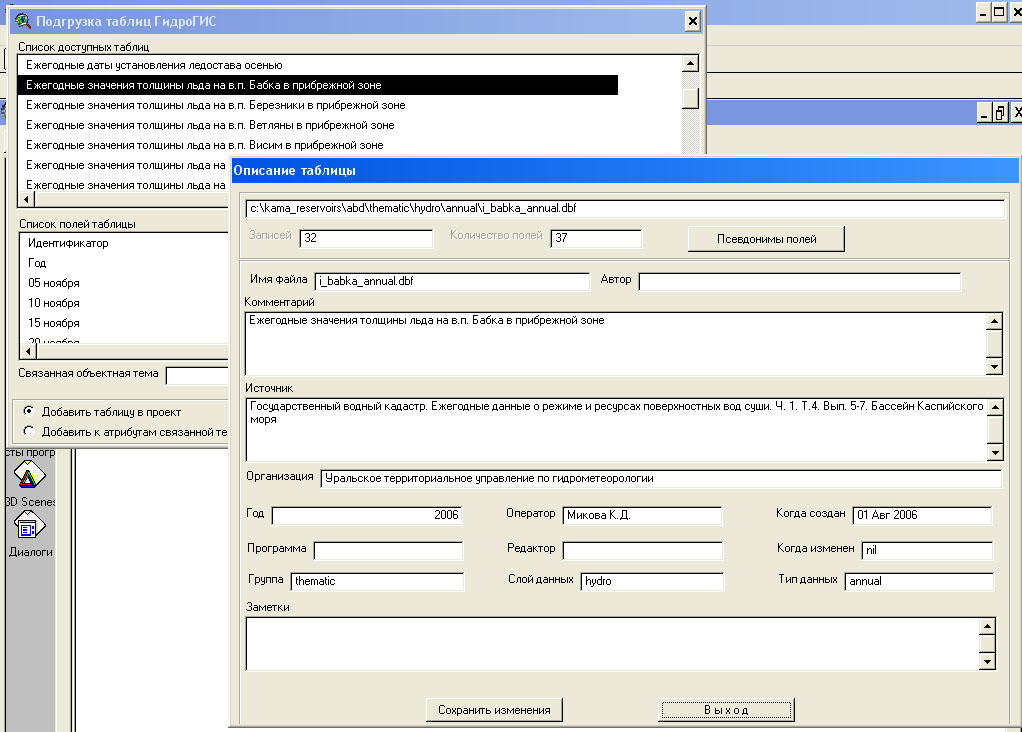 Подгрузка таблиц ГидроГИС
Список доступных таблиц
Ежегодные даты установления ледостава осенью
Ежегодные значения толщины льда на в.п. Бабка в прибрежной зоне
Ежегодные значения толщины льда на в.п. Березники в прибрежной зоне
Ежегодные значения толщины льда на в.п. Ветляны в прибрежной зоне
Ежегодные значения толщины льда на в.п. Висим в прибрежной зоне
Ежегодные значения толщины льда на
Ежегодные значения толщины льда на
Список полей таблицы
Идентификатор
Год
05 ноября
10 ноября
15 ноября
20 ноября
Связанная объектная тема
Добавить таблицу в проект
Добавить к атрибутам связанной те
сты прогр
3D Scenes
Диалоги
Описание таблицы
c:\kama_reservoirs\abd\thematic\hydro\annual\i_babka_annual.dbf
Записей 32 Количество полей 37 Псевдонимы полей
Имя файла i_babka_annual.dbf Автор
Комментарий
Ежегодные значения толщины льда на в.п. Бабка в прибрежной зоне
Источник
Государственный водный кадастр. Ежегодные данные о режиме и ресурсах поверхностных вод суши. Ч. 1. Т.4. Вып. 5-7. Бассейн Каспийского
моря
Организация Уральское территориальное управление по гидрометеорологии
Год 2006 Оператор Микова К.Д. Когда создан 01 Авг 2006
Программа Редактор Когда изменен nil
Группа thematic Слой данных hydro Тип данных annual
Заметки
Сохранить изменения В ы х о д